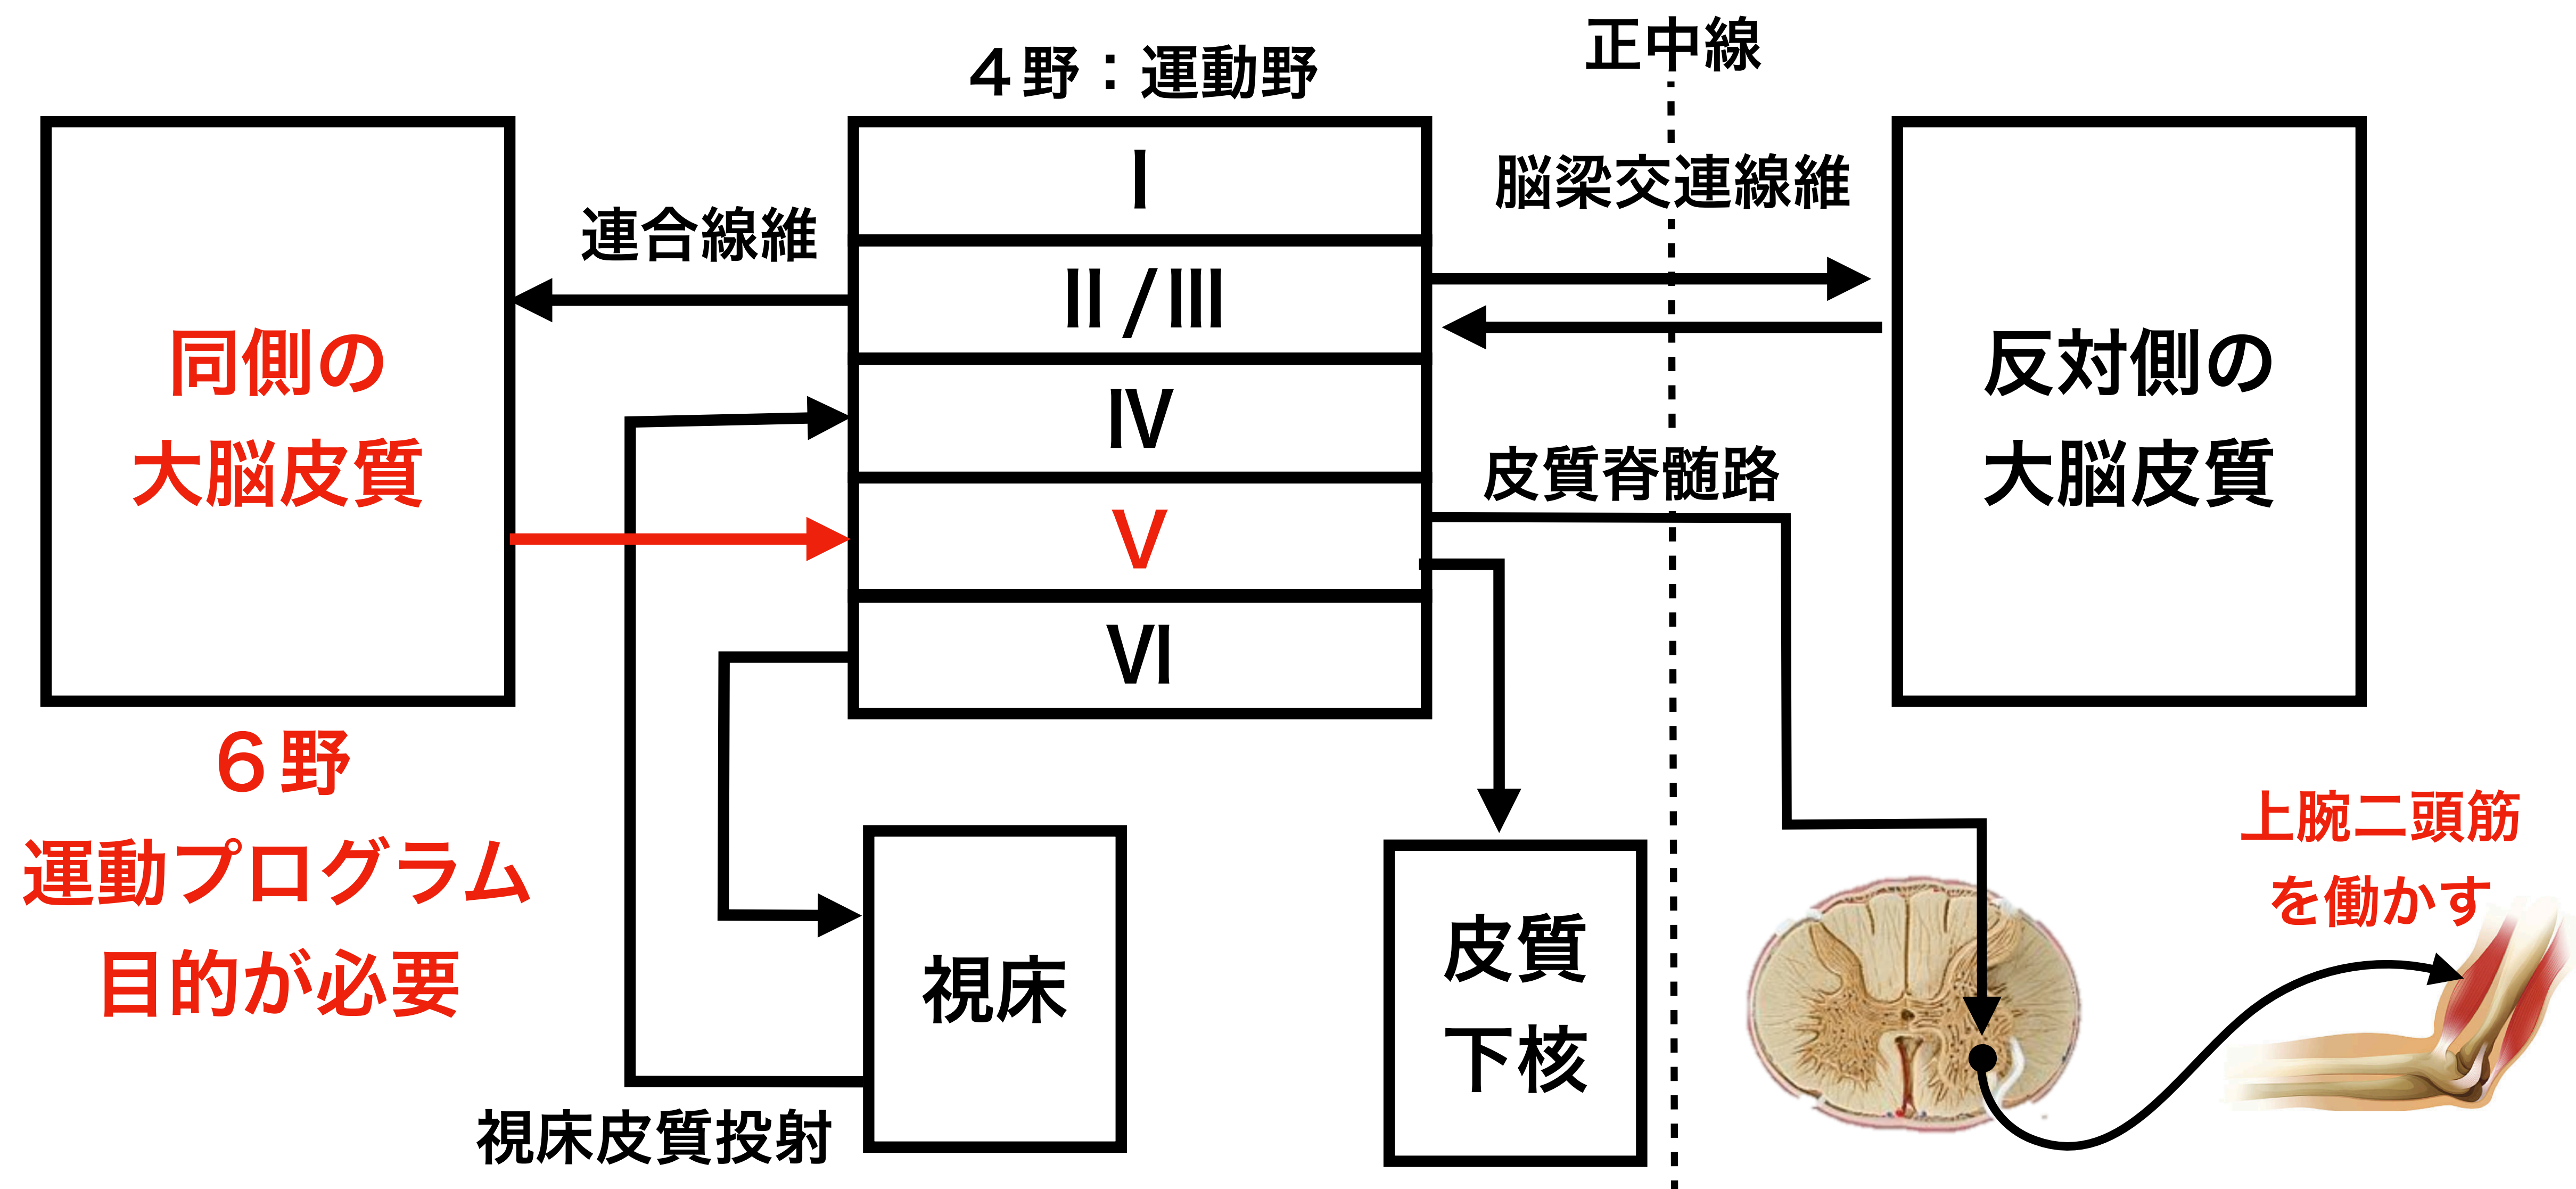 正中線
４野：運動野
脳梁交連線維
連合線維
Ⅰ
Ⅱ/Ⅲ
Ⅳ
Ⅴ
Ⅵ
同側の
大脳皮質
反対側の
大脳皮質
皮質脊髄路
６野
運動プログラム
目的が必要
上腕二頭筋
を働かす
視床
皮質
下核
視床皮質投射